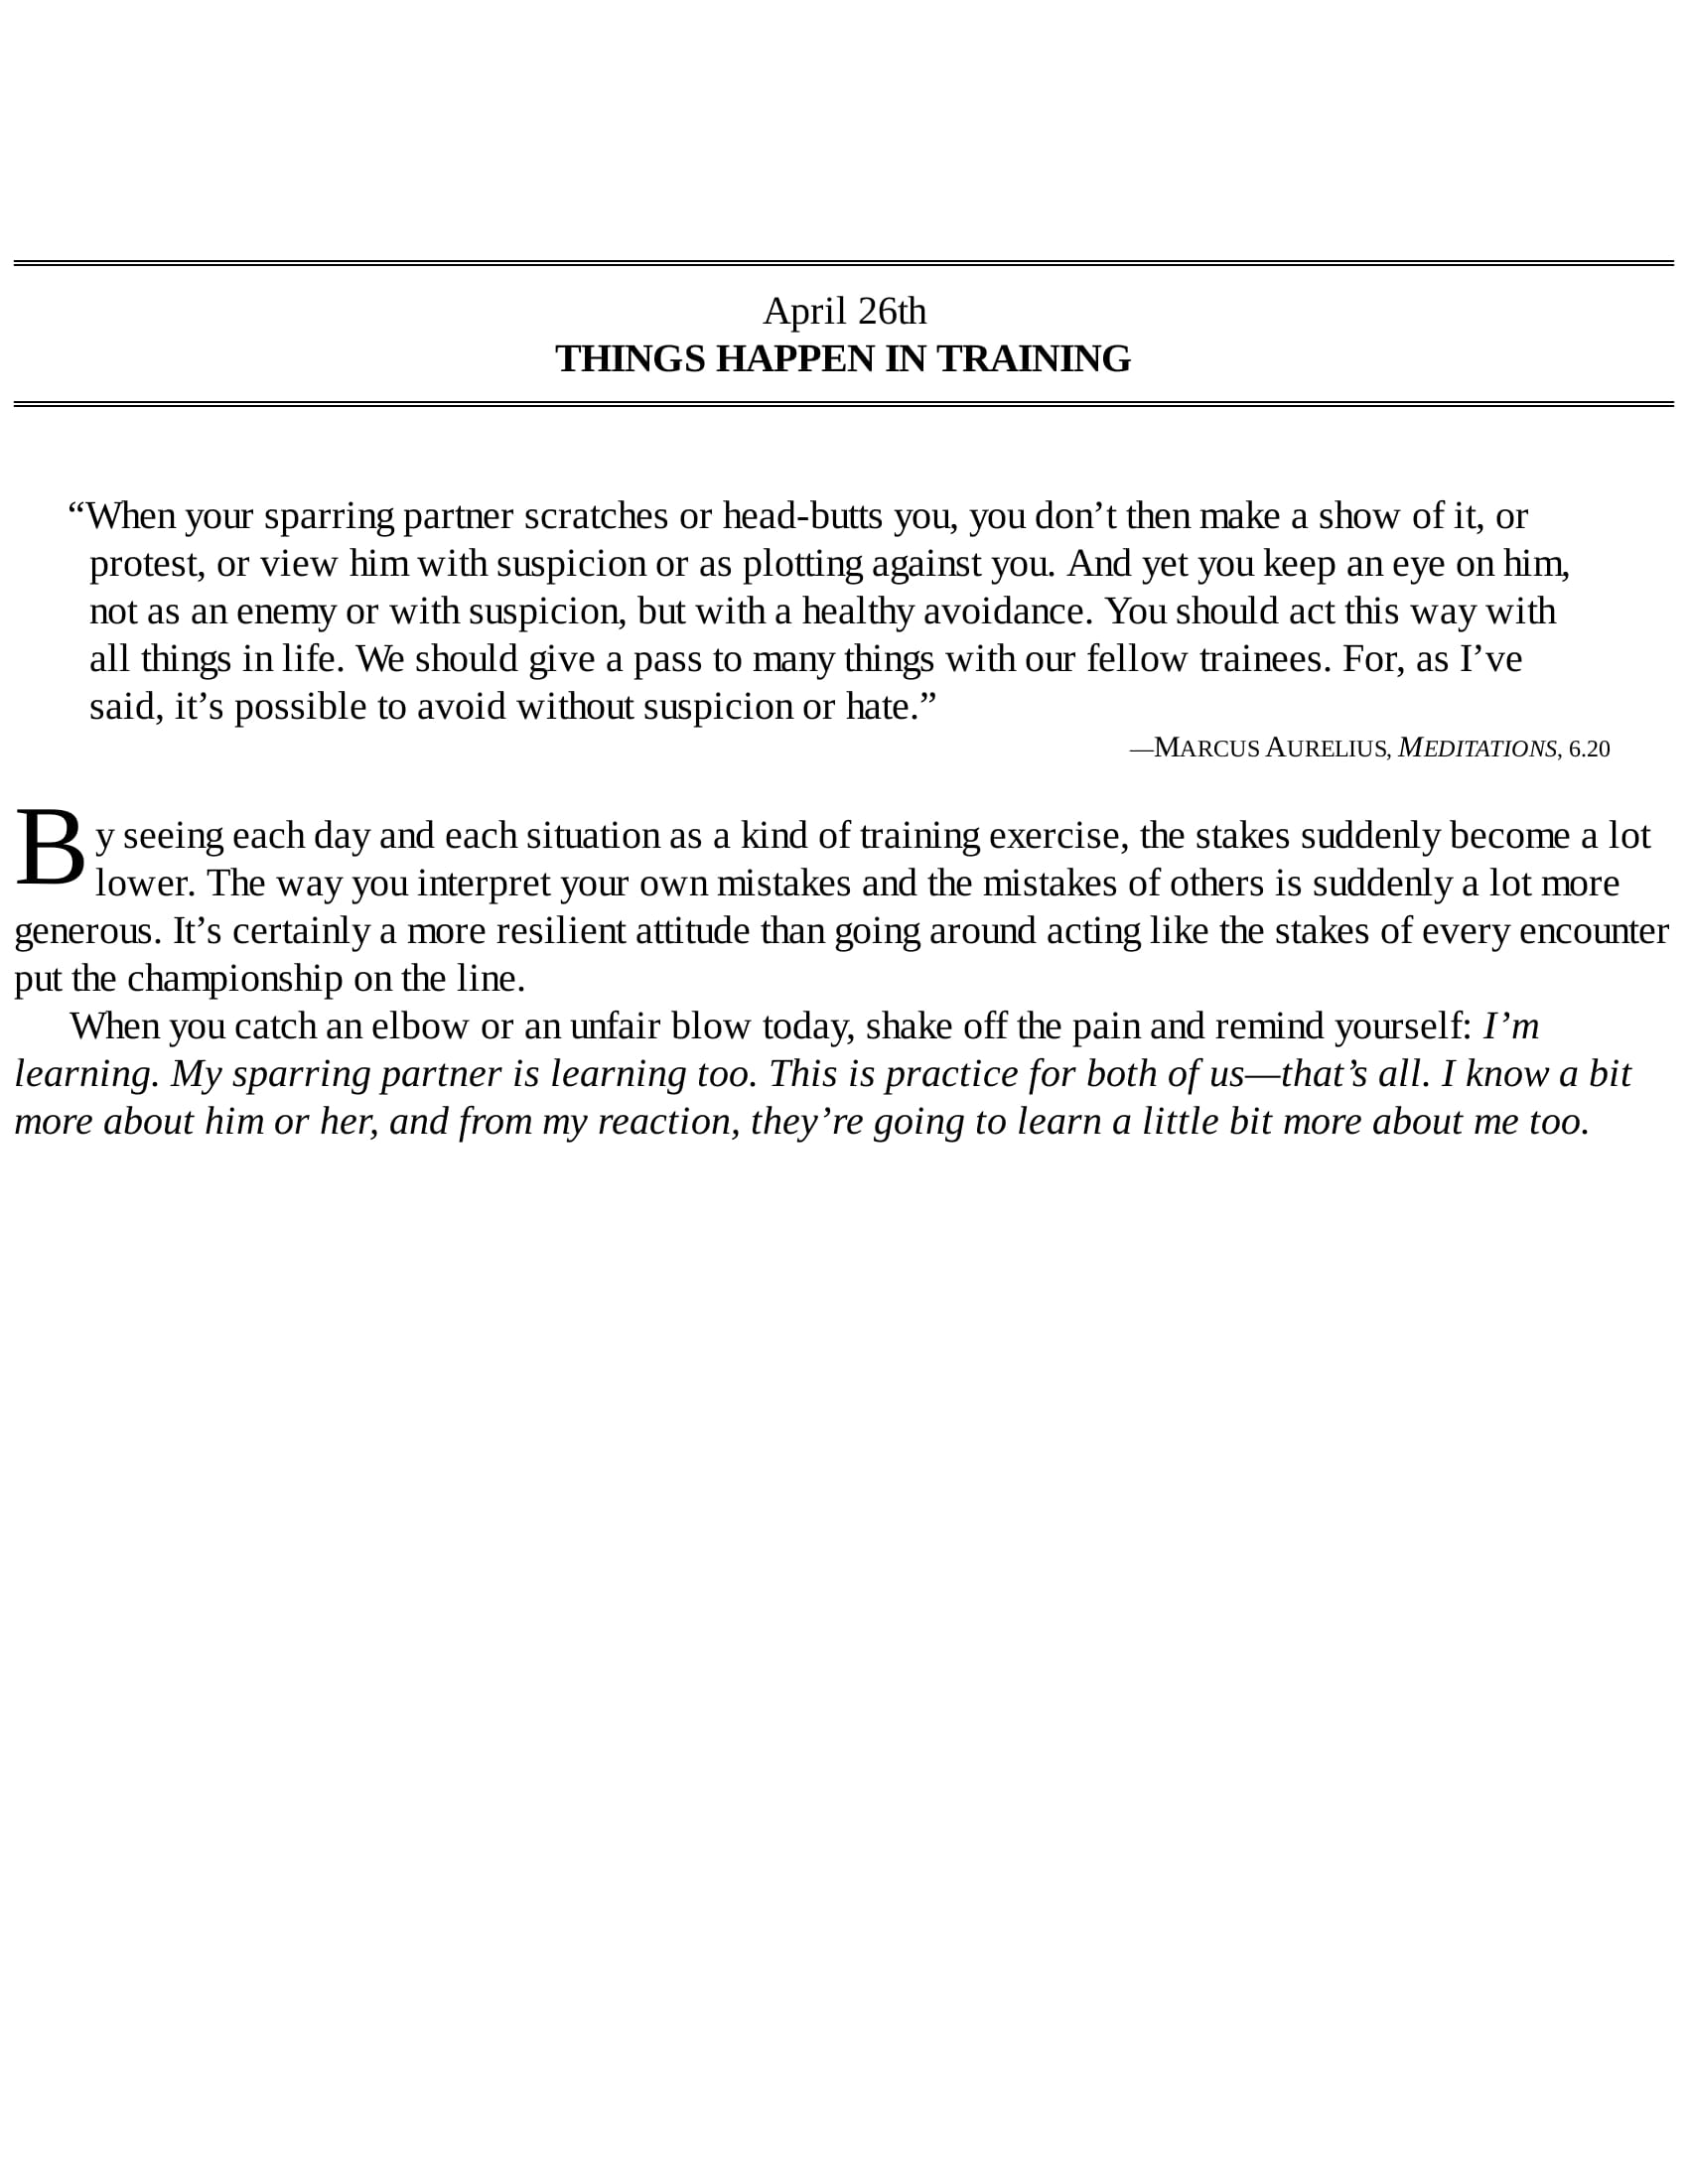 April 26th
THINGS HAPPEN IN TRAINING
“When your sparring partner scratches or head-butts you, you don’t then make a show of it, or
protest, or view him with suspicion or as plotting against you. And yet you keep an eye on him,
not as an enemy or with suspicion, but with a healthy avoidance. You should act this way with
all things in life. We should give a pass to many things with our fellow trainees. For, as I’ve
said, it’s possible to avoid without suspicion or hate.”
—MARCUS AURELIUS, MEDITATIONS, 6.20
By seeing each day and each situation as a kind of training exercise, the stakes suddenly become a lot
lower. The way you interpret your own mistakes and the mistakes of others is suddenly a lot more
generous. It’s certainly a more resilient attitude than going around acting like the stakes of every encounter
put the championship on the line.
When you catch an elbow or an unfair blow today, shake off the pain and remind yourself: I’m
learning. My sparring partner is learning too. This is practice for both of us—that’s all. I know a bit
more about him or her, and from my reaction, they’re going to learn a little bit more about me too.